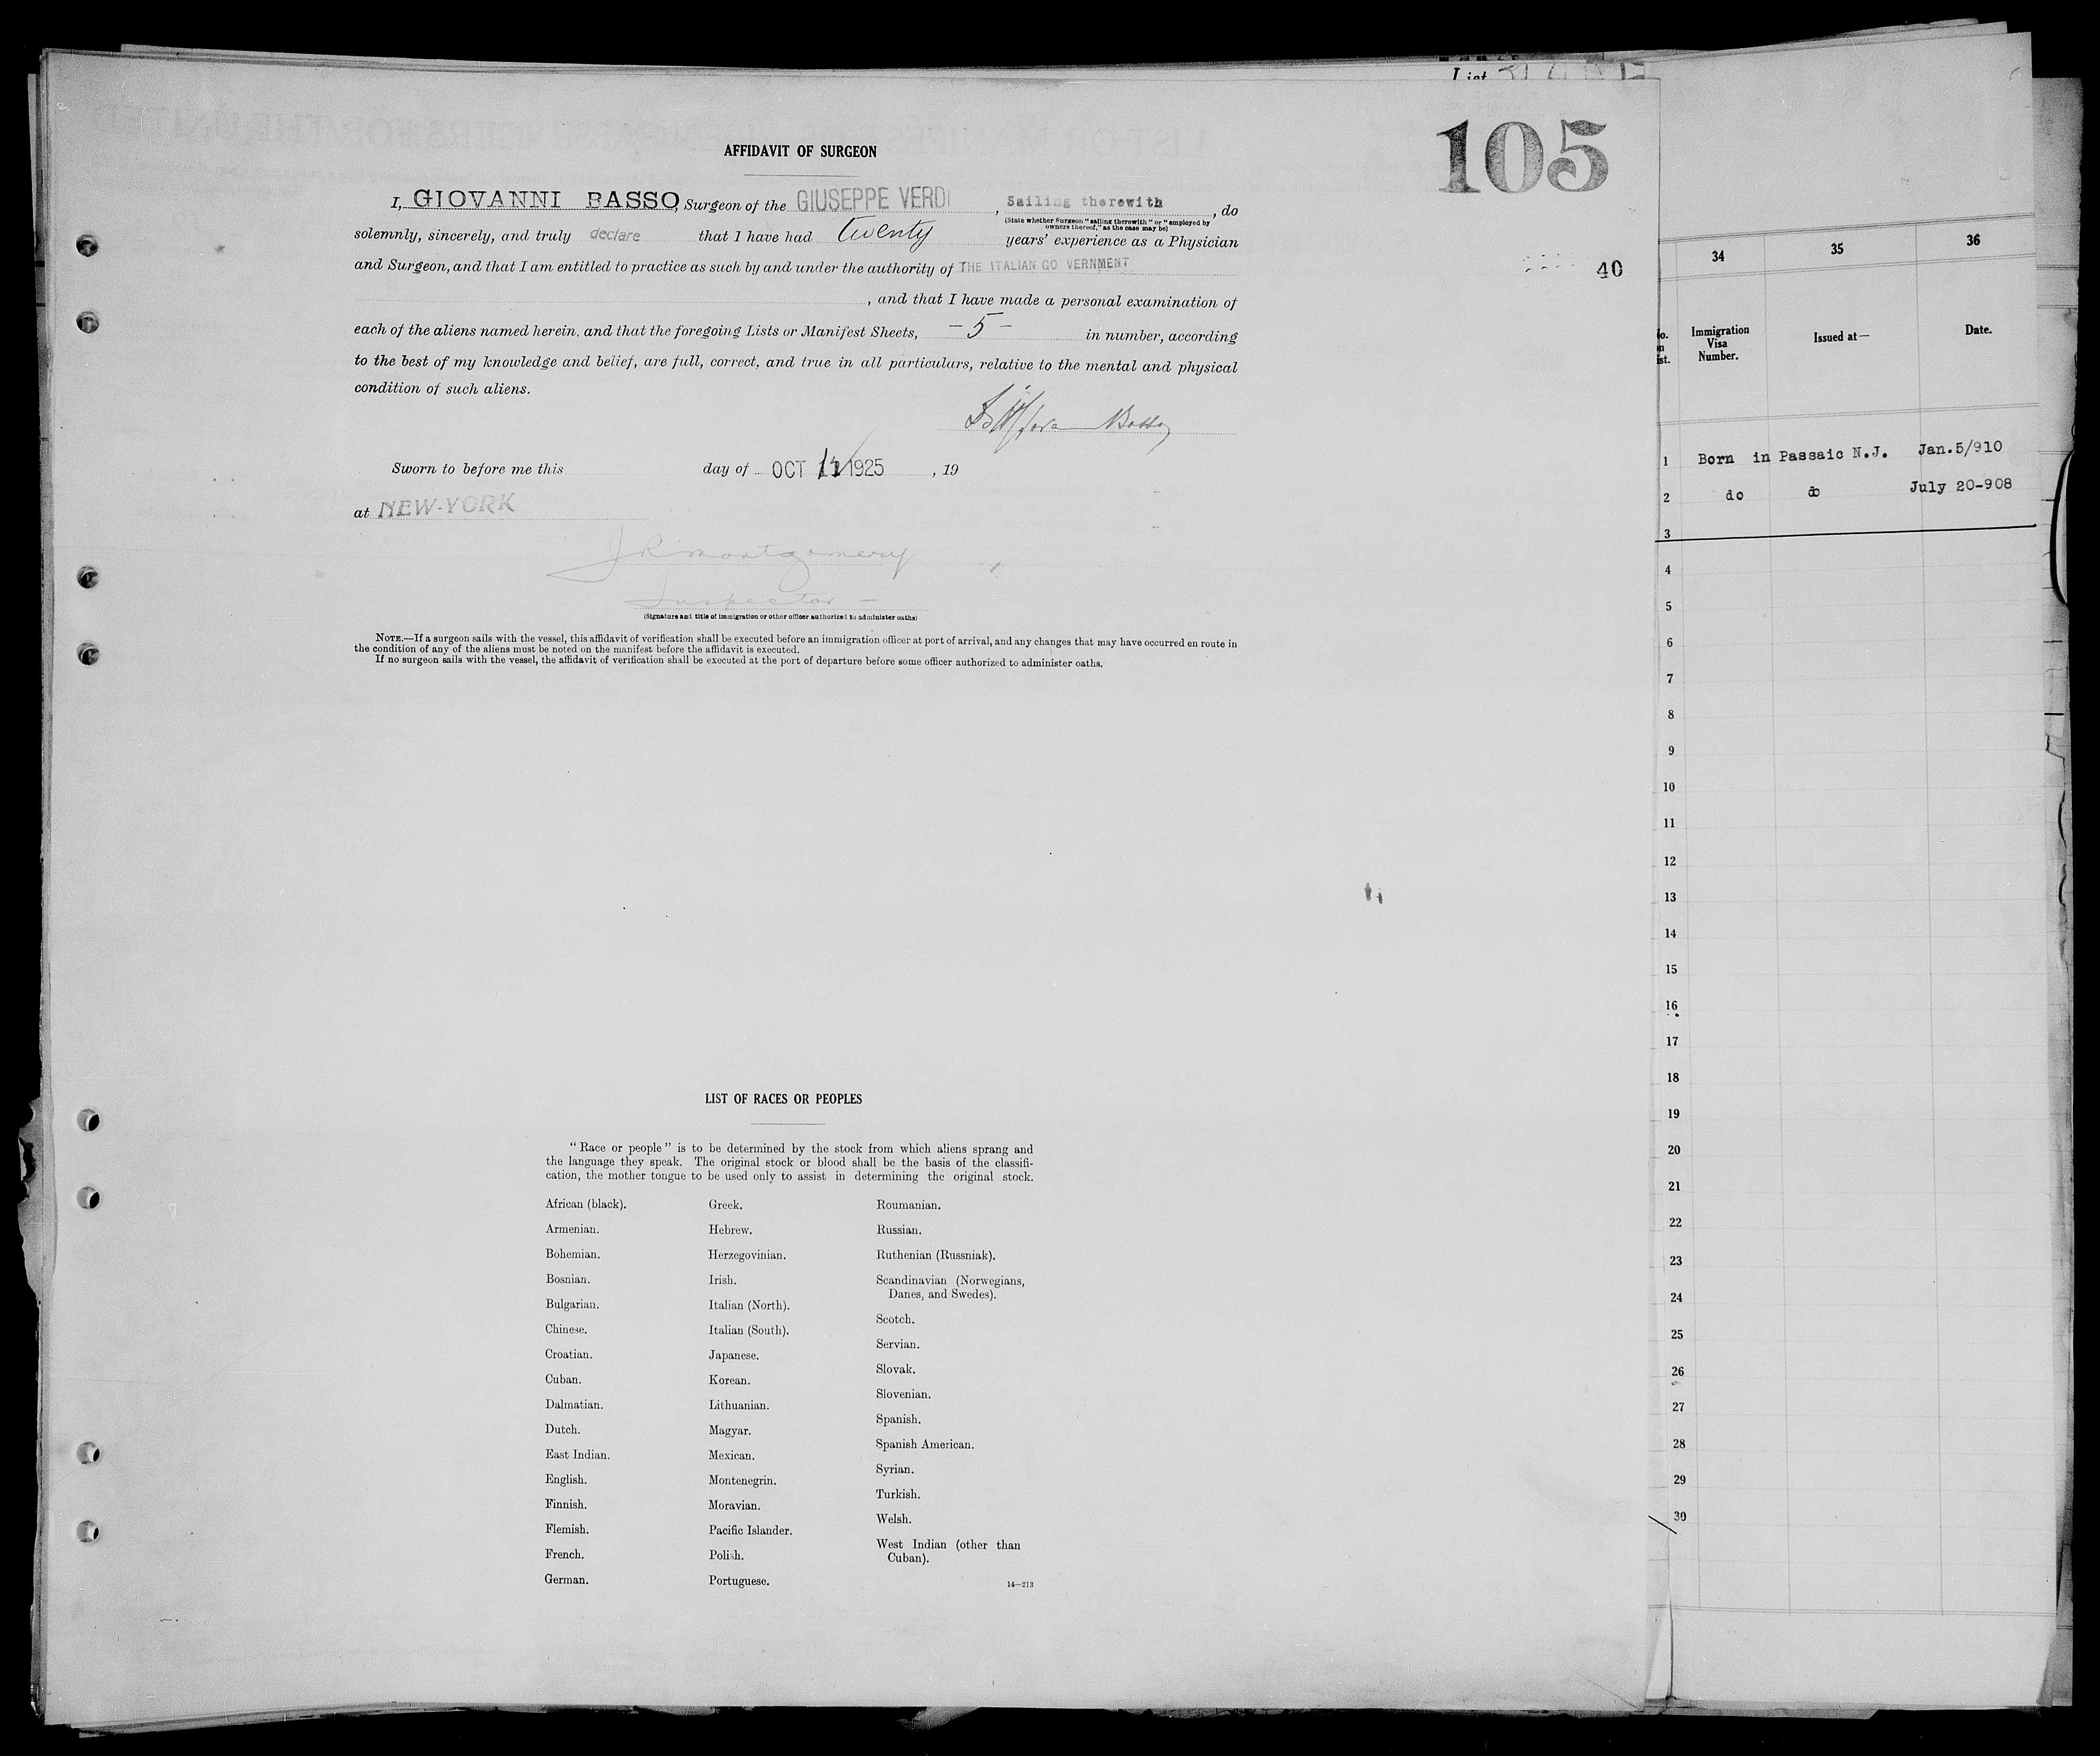 105
AFFIDAVIT OF SURGEON
I, GIOVANNI BASSO, Surgeon of the GIUSEPPE VERDI , Sailing therewith , do
(State whether Surgeon "sailing therewith" or "employed by
owners thereof," as the case may be)
solemnly, sincerely, and truly declare that I have had twenty years' experience as a Physician
and Surgeon, and that I am entitled to practice as such by and under the authority of THE ITALIAN GO VERNMENT
, and that I have made a personal examination of
each of the aliens named herein, and that the foregoing Lists or Manifest Sheets, - 5 - in number, according
to the best of my knowledge and belief, are full, correct, and true in all particulars, relative to the mental and physical
condition of such aliens.
Basso
Sworn to before me this day of OCT 1925 , 19
at NEW-YORK
J R Montgomery
Inspector -
(Signature and title of immigration or other officer authorized to administer oaths)
NOTE.—If a surgeon sails with the vessel, this affidavit of verification shall be executed before an immigration officer at port of arrival, and any changes that may have occurred en route in
the condition of any of the aliens must be noted on the manifest before the affidavit is executed.
If no surgeon sails with the vessel, the affidavit of verification shall be executed at the port of departure before some officer authorized to administer oaths.
LIST OF RACES OR PEOPLES
"Race or people" is to be determined by the stock from which aliens sprang and
the language they speak. The original stock or blood shall be the basis of the classifi-
cation, the mother tongue to be used only to assist in determining the original stock.
African (black).
Armenian.
Bohemian.
Bosnian.
Bulgarian.
Chinese.
Croatian.
Cuban.
Dalmatian.
Dutch.
East Indian.
English.
Finnish.
Flemish.
French.
German.
Greek.
Hebrew.
Herzegovinian.
Irish.
Italian (North).
Italian (South).
Japanese.
Korean.
Lithuanian.
Magyar.
Mexican.
Montenegrin.
Moravian.
Pacific Islander.
Polish.
Portuguese.
Roumanian.
Russian.
Ruthenian (Russniak).
Scandinavian (Norwegians,
Danes, and Swedes).
Scotch.
Servian.
Slovak.
Slovenian.
Spanish.
Spanish American.
Syrian.
Turkish.
Welsh.
West Indian (other than
Cuban).
14—213
List
40
34 35 36
Immigration
Visa
Number.
Issued at—
Date.
1 Born in Passaic N.J. Jan.5/910
2 do do July 20-908
3
4
5
6
7
8
9
10
11
12
13
14
15
16
17
18
19
20
21
22
23
24
25
26
27
28
29
30